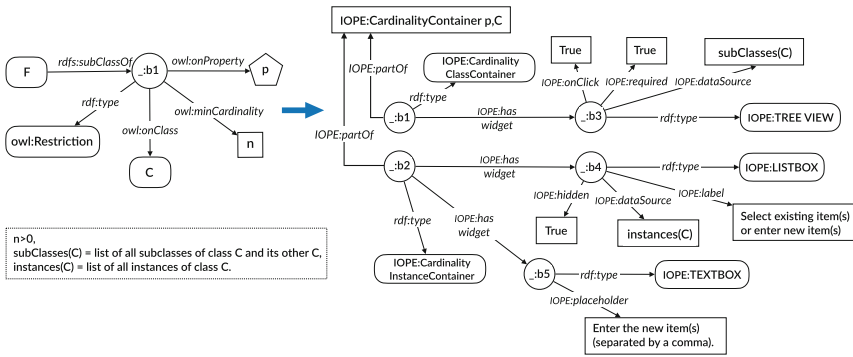 F
rdfs:subClassOf
_:b1
owl:onProperty
p
rdf:type
owl:minCardinality
owl:onClass
owl:Restriction
C
n
n>0,
subClasses(C) = list of all subclasses of class C and its other C,
instances(C) = list of all instances of class C.
IOPE:CardinalityContainer p,C
IOPE:partOf
IOPE:partOf
IOPE:Cardinality
ClassContainer
rdf:type
_:b1
IOPE:has
widget
_:b3
True
True
subClasses(C)
IOPE:onClick
IOPE:required
IOPE:dataSource
rdf:type
IOPE:TREE VIEW
_:b2
IOPE:has
widget
_:b4
rdf:type
IOPE:LISTBOX
IOPE:hidden
IOPE:dataSource
IOPE:label
True
instances(C)
Select existing item(s)
or enter new item(s)
rdf:type
IOPE:has
widget
IOPE:Cardinality
InstanceContainer
_:b5
rdf:type
IOPE:TEXTBOX
IOPE:placeholder
Enter the new item(s)
(separated by a comma).